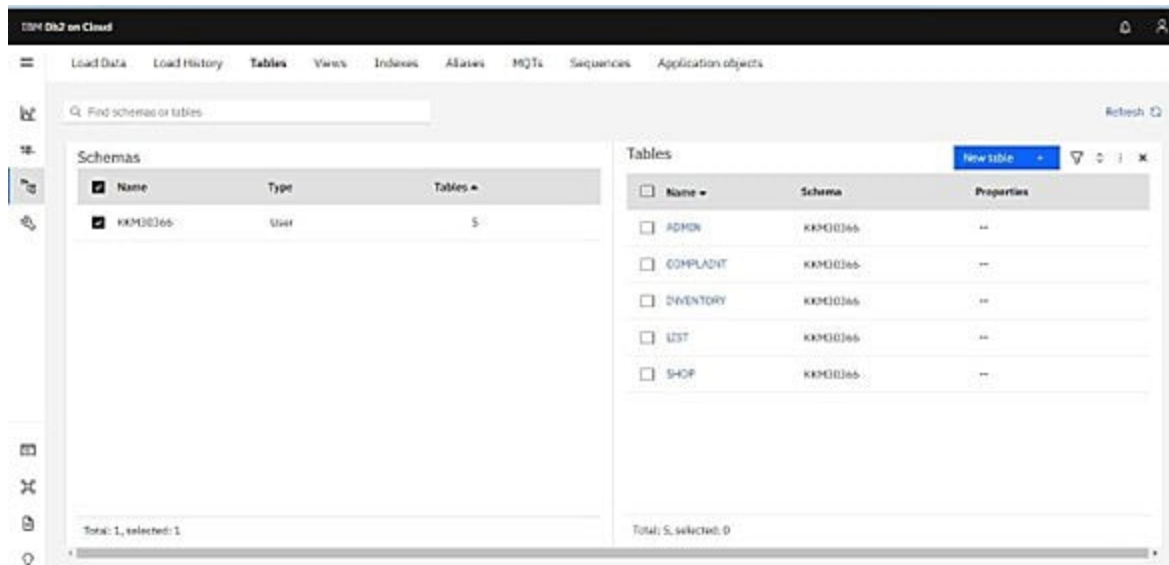 IBM Db2 on Cloud
Load Data Load History Tables Views Indexes Aliases MQTs Sequences Application objects
Find schemas or tables
Refresh
Schemas
Name Type Tables
KKM30366 User 5
Total: 1, selected: 1
Tables
New table +
Name Schema Properties
ADMIN KKM30366 --
COMPLAINT KKM30366 --
INVENTORY KKM30366 --
LIST KKM30366 --
SHOP KKM30366 --
Total: 5, selected: 0